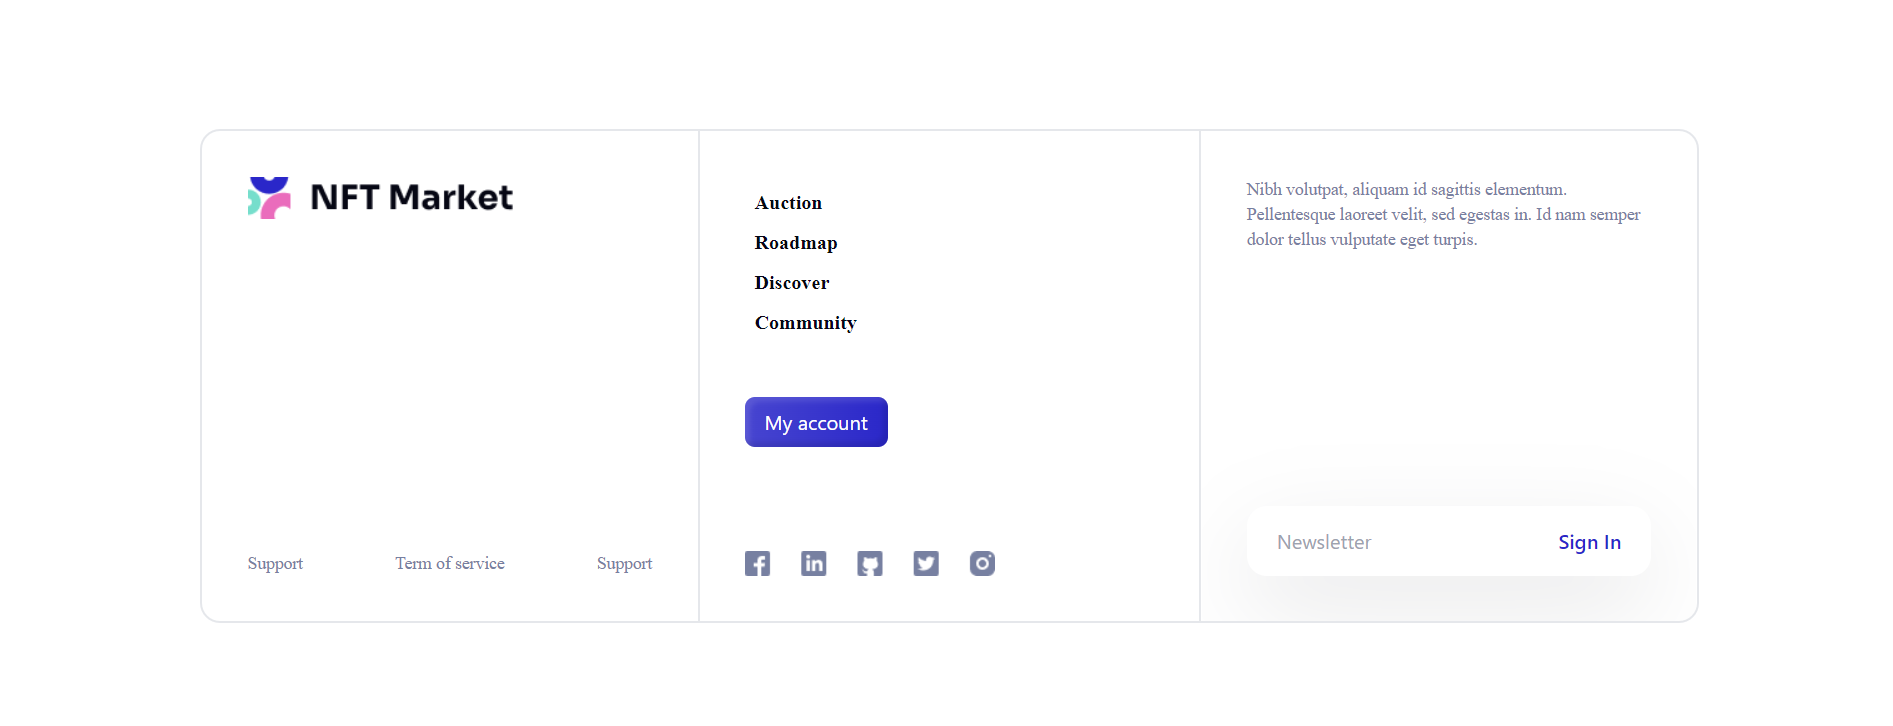 NFT Market
Support
Term of service
Support
Auction
Roadmap
Discover
Community
My account
Nibh volutpat, aliquam id sagittis elementum.
Pellentesque laoreet velit, sed egestas in. Id nam semper
dolor tellus vulputate eget turpis.
Newsletter
Sign In